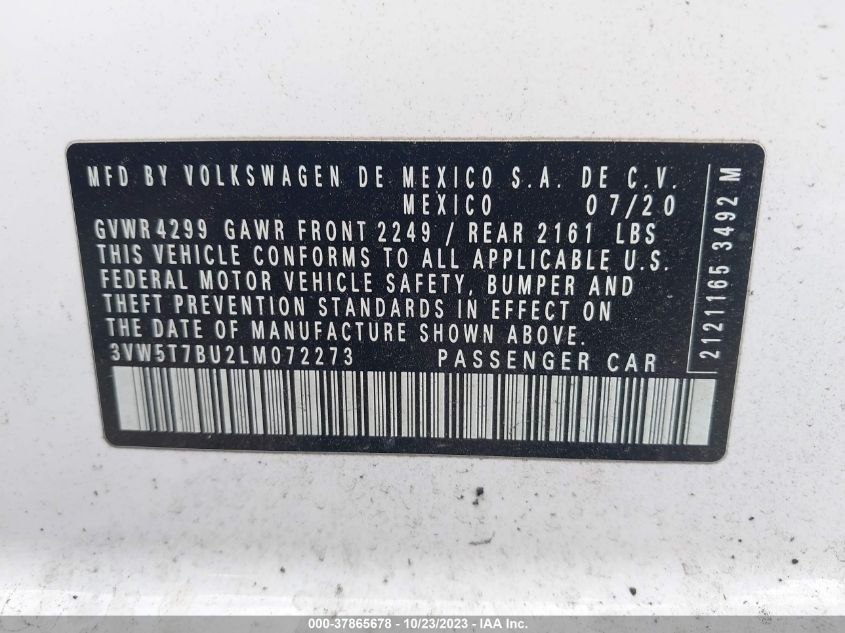 MFD BY VOLKSWAGEN DE MEXICO S.A. DE C.V.
MEXICO 07/20
GVWR 4299 GAWR FRONT 2249 / REAR 2161 LBS
THIS VEHICLE CONFORMS TO ALL APPLICABLE U.S.
FEDERAL MOTOR VEHICLE SAFETY, BUMPER AND
THEFT PREVENTION STANDARDS IN EFFECT ON
THE DATE OF MANUFACTURE SHOWN ABOVE.
3VW5T7BU2LM072273 PASSENGER CAR
2121165 3492 M
000-37865678 - 10/23/2023 - IAAI.com